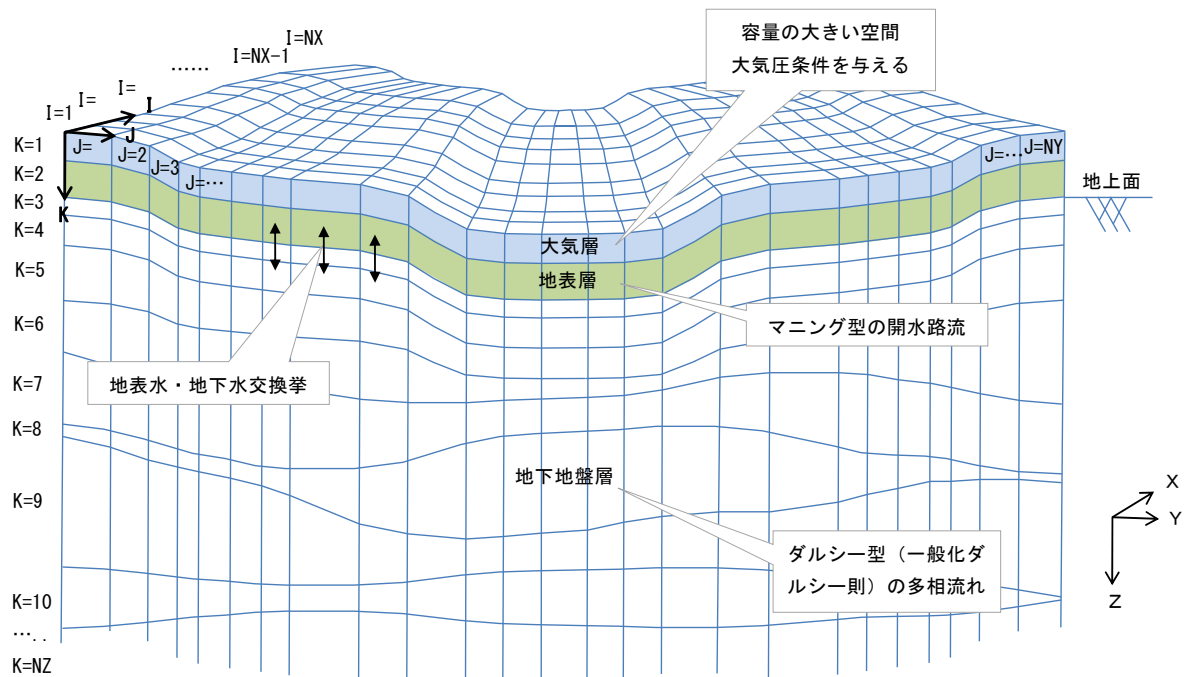 I=NX
I=NX-1
……
I=
I=
I=1
I
J
K
J=
J=2
J=3
J=…
J=…
J=NY
K=1
K=2
K=3
K=4
K=5
K=6
K=7
K=8
K=9
K=10
…..
K=NZ
容量の大きい空間
大気圧条件を与える
地上面
大気層
地表層
マニング型の開水路流
地表水・地下水交換挙
地下地盤層
ダルシー型（一般化ダ
ルシー則）の多相流れ
X
Y
Z